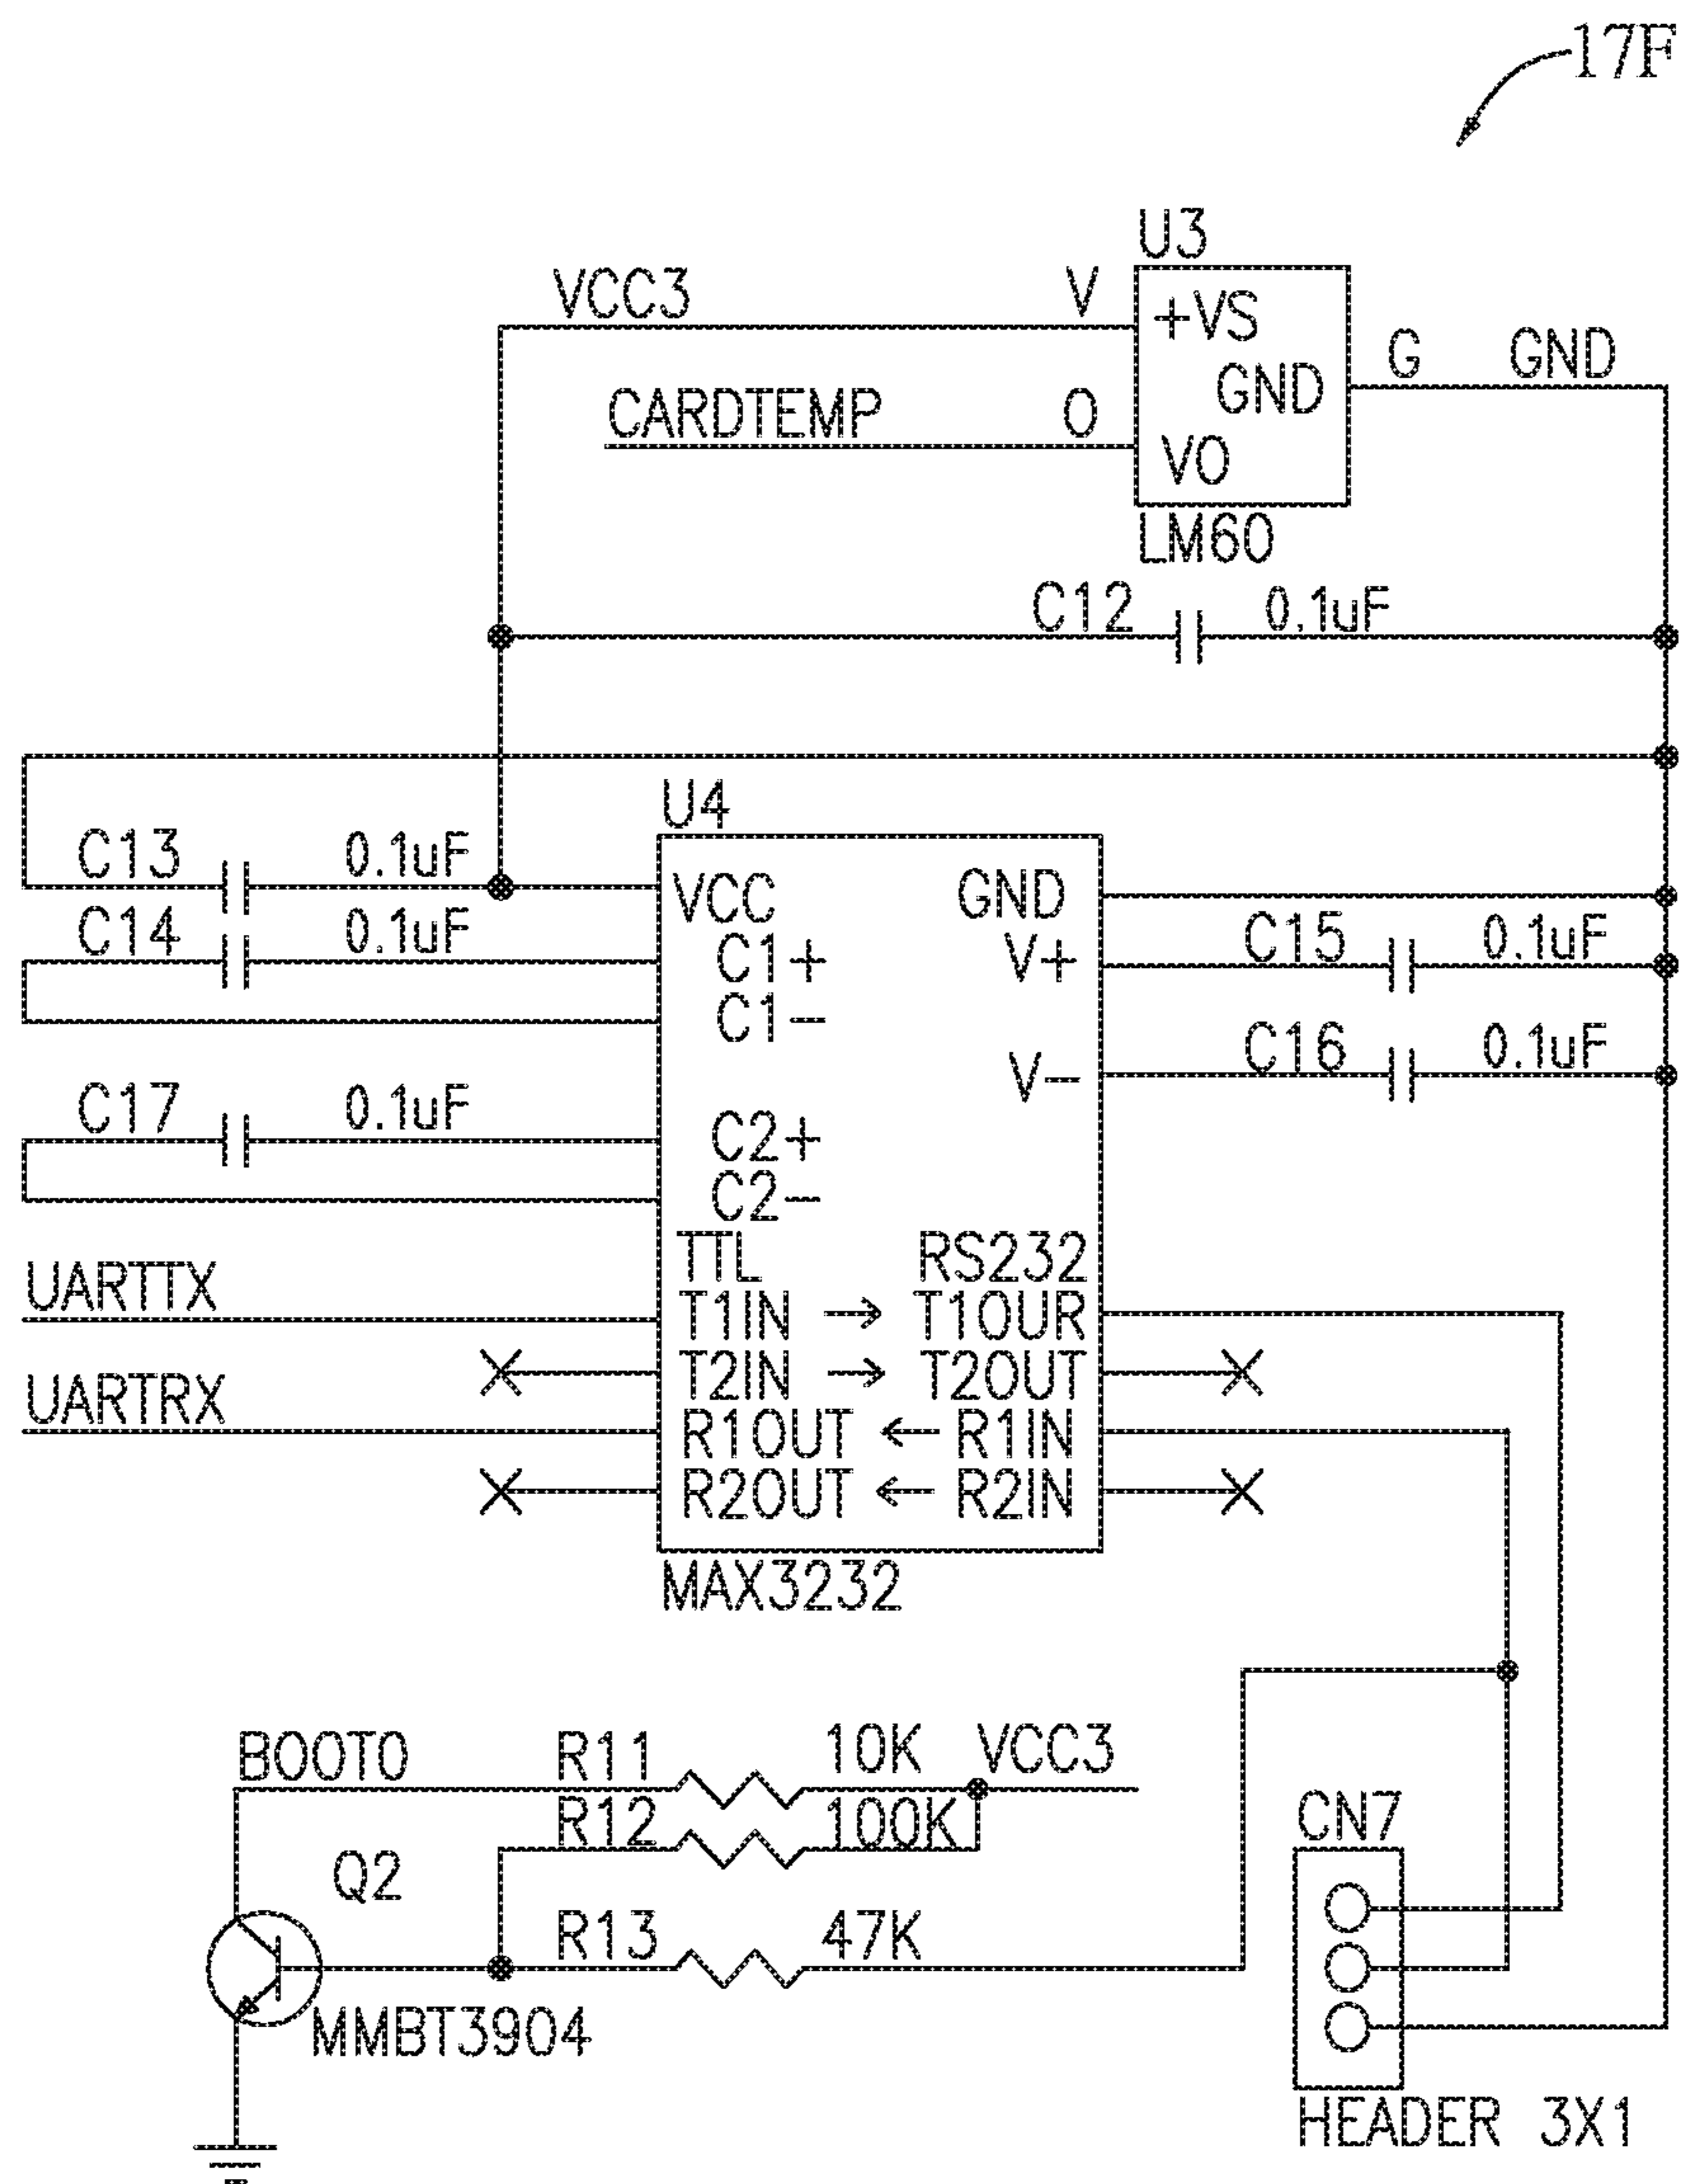 17F
U3
VCC3 V +VS
G GND
GND
CARDTEMP O
VO
LM60
C12 0.1uF
U4
C13 0.1uF VCC GND
C14 0.1uF C1+ V+ C15 0.1uF
C1-
V- C16 0.1uF
C17 0.1uF C2+
C2-
TTL RS232
UARTTX T1IN → T1OUR
T2IN → T2OUT
UARTRX R1OUT ← R1IN
R2OUT ← R2IN
MAX3232
BOOT0 R11 10K VCC3
R12 100K
CN7
Q2
R13 47K
MMBT3904
HEADER 3X1